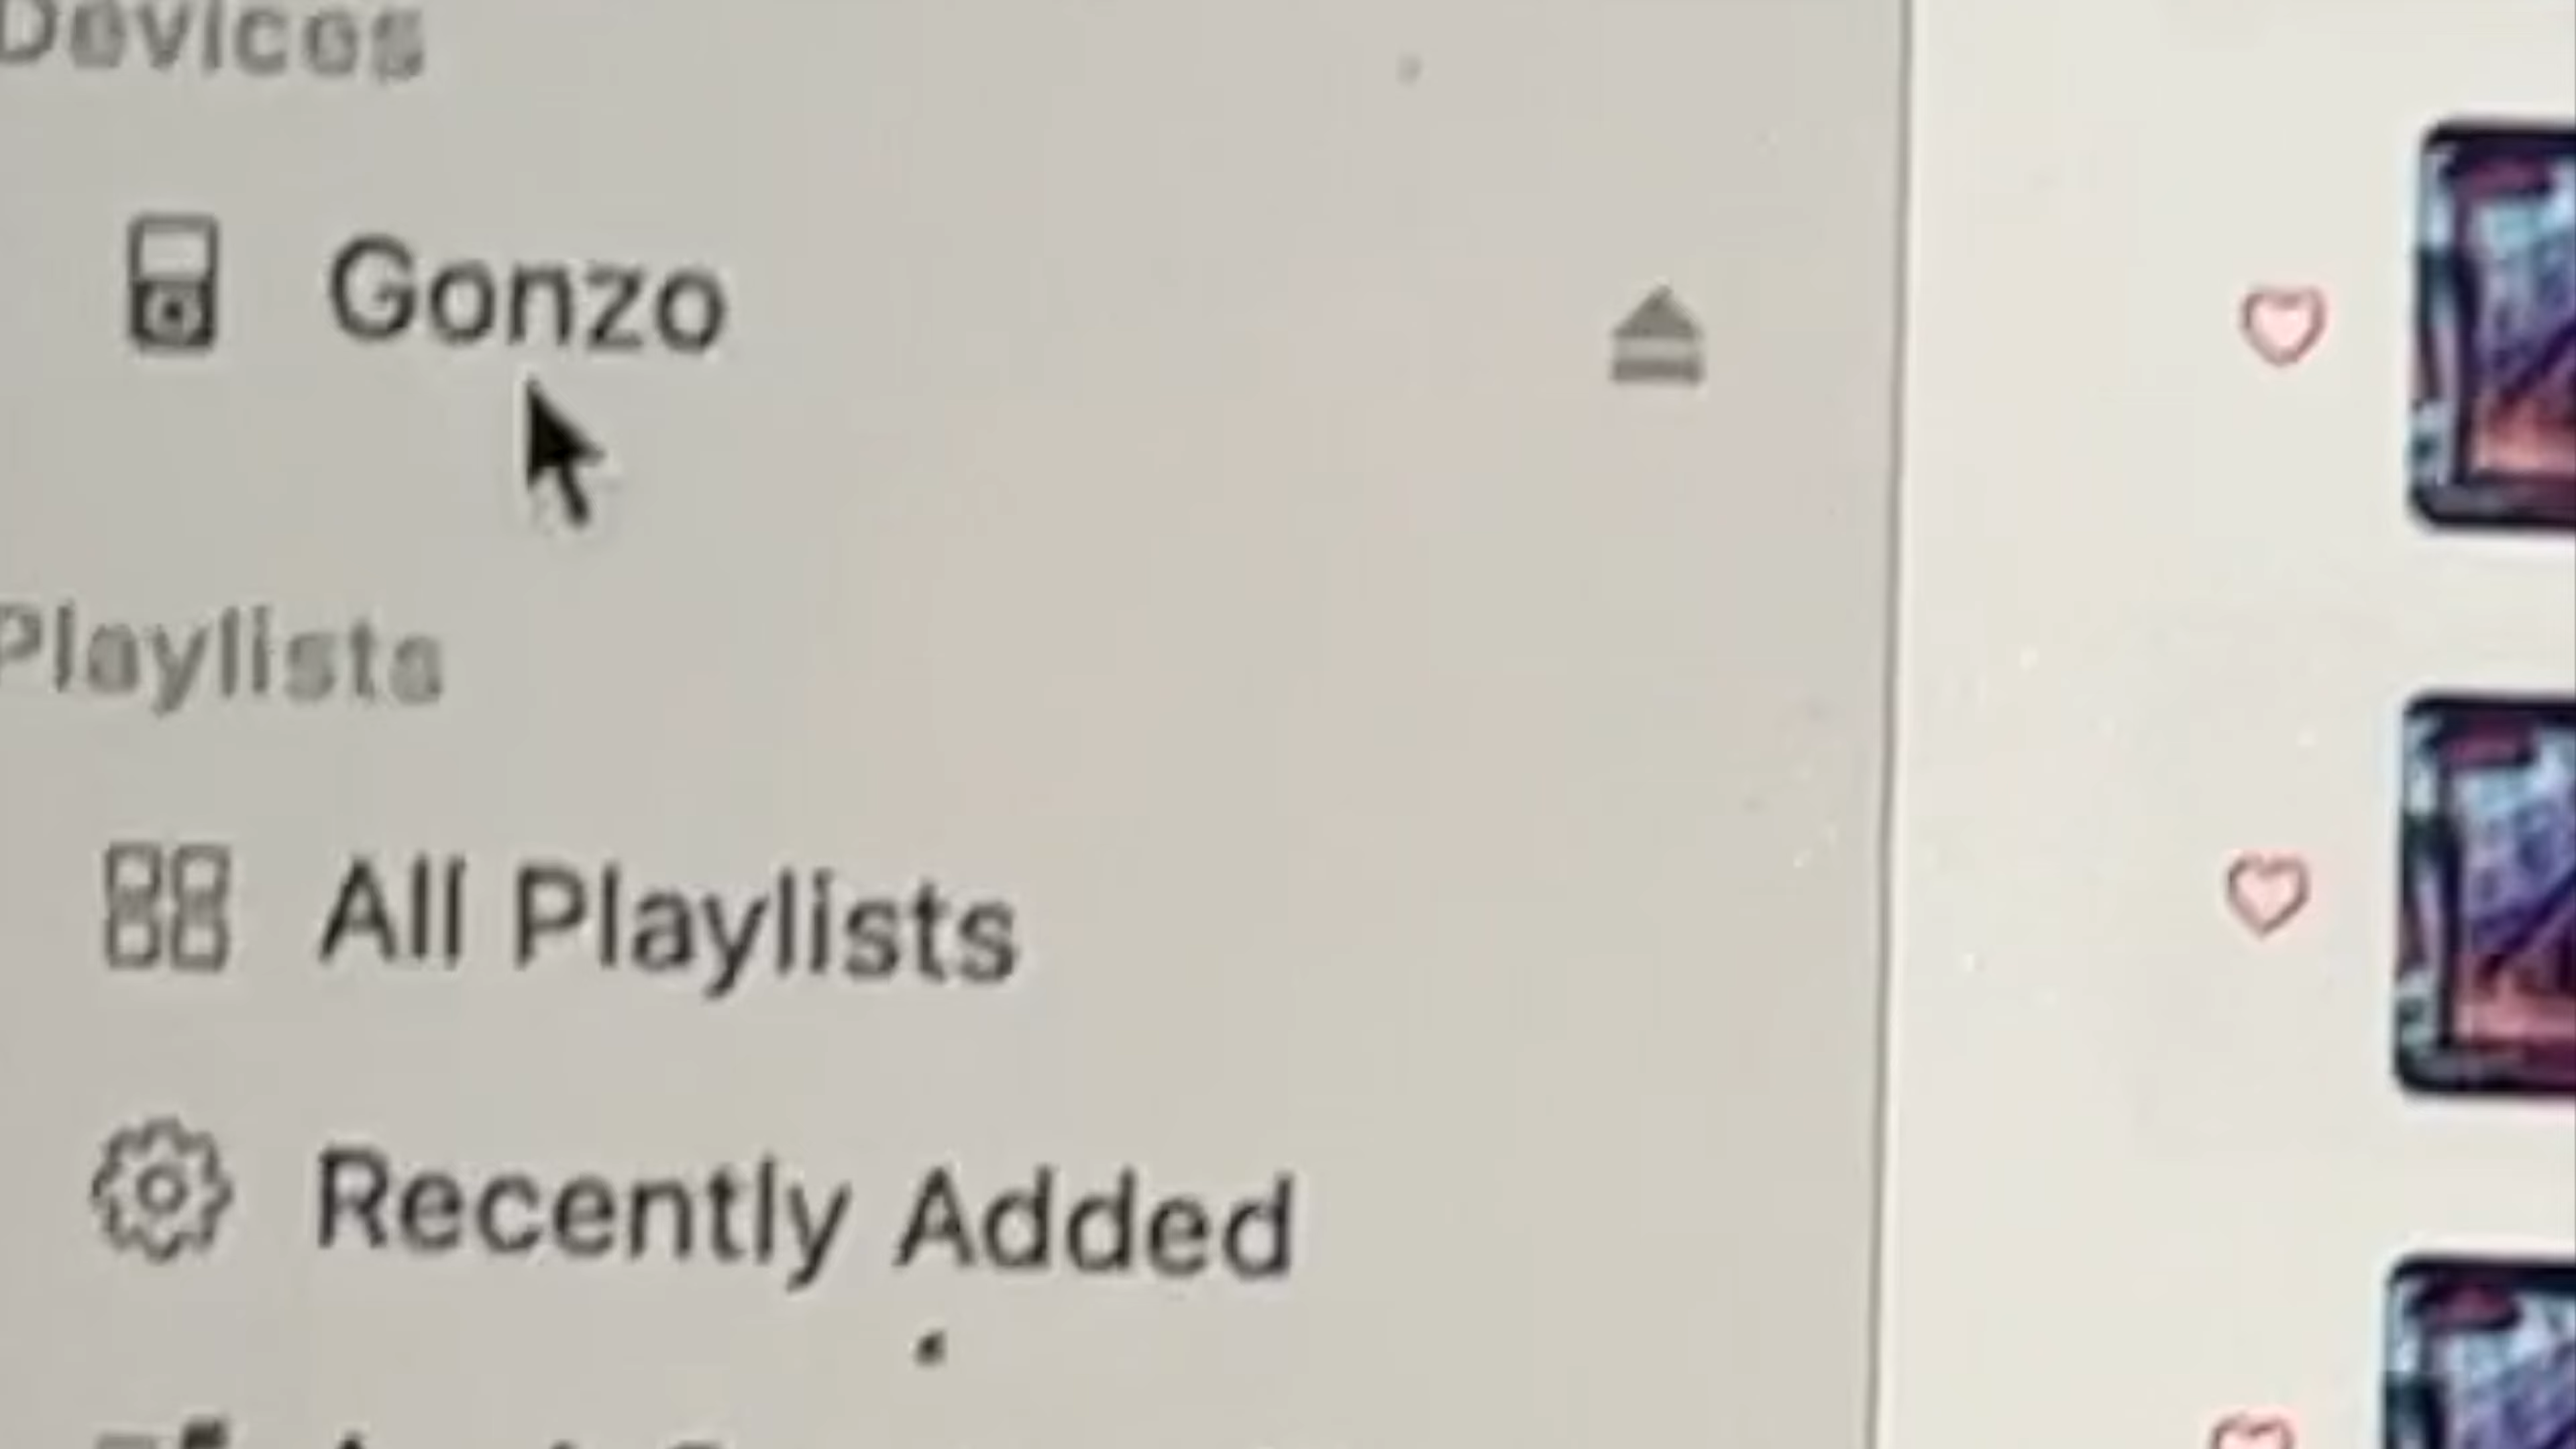 Devices
Gonzo
Playlists
All Playlists
Recently Added